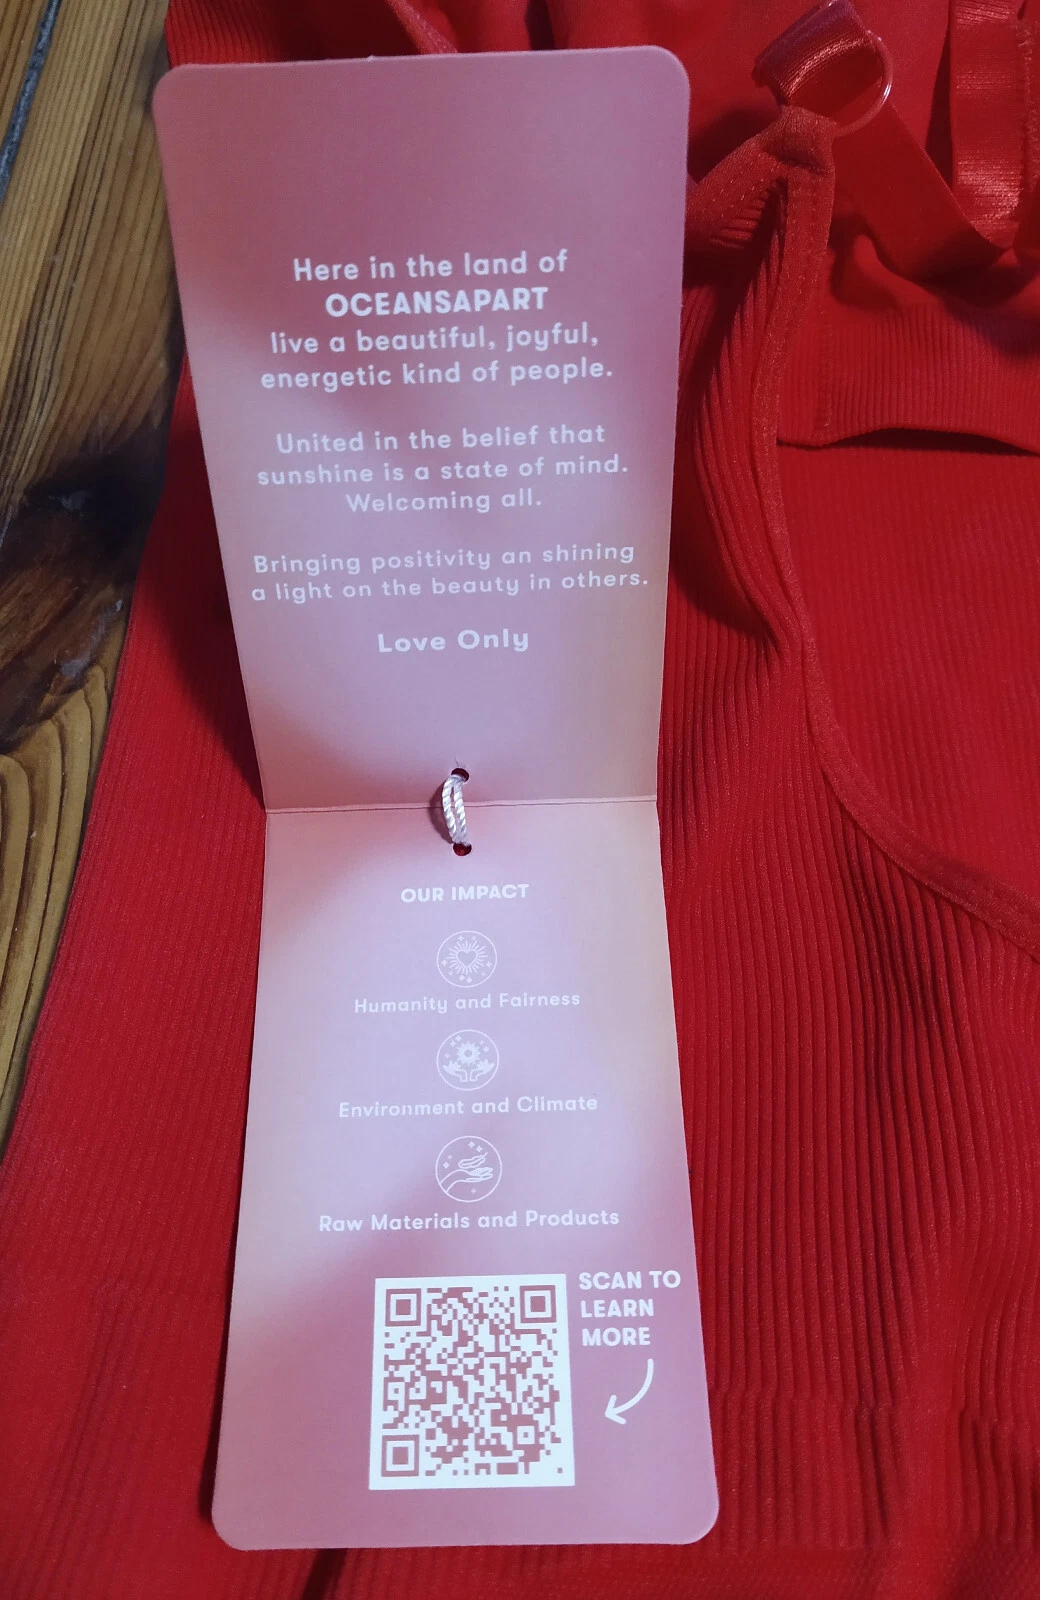 Here in the land of
OCEANSAPART
live a beautiful, joyful,
energetic kind of people.
United in the belief that
sunshine is a state of mind.
Welcoming all.
Bringing positivity an shining
a light on the beauty in others.
Love Only
OUR IMPACT
Humanity and Fairness
Environment and Climate
Raw Materials and Products
SCAN TO
LEARN
MORE